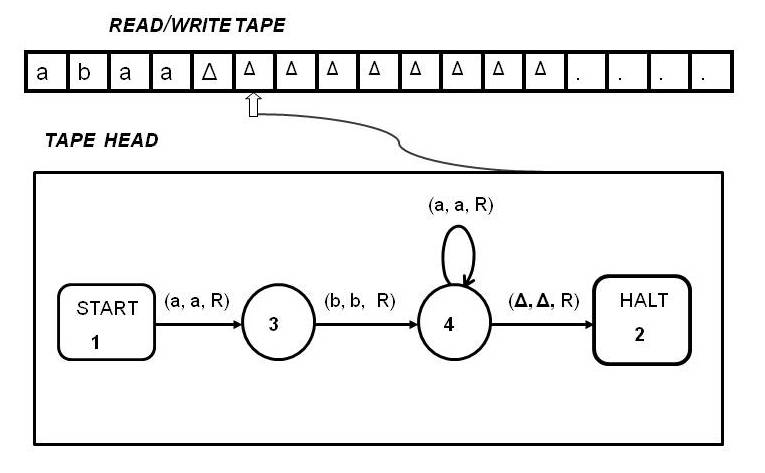 READ/WRITE TAPE
a b a a Δ Δ Δ Δ Δ Δ Δ Δ Δ . . . .
TAPE HEAD
(a, a, R)
START (a, a, R) 3 (b, b, R) 4 (Δ, Δ, R) HALT
1 2